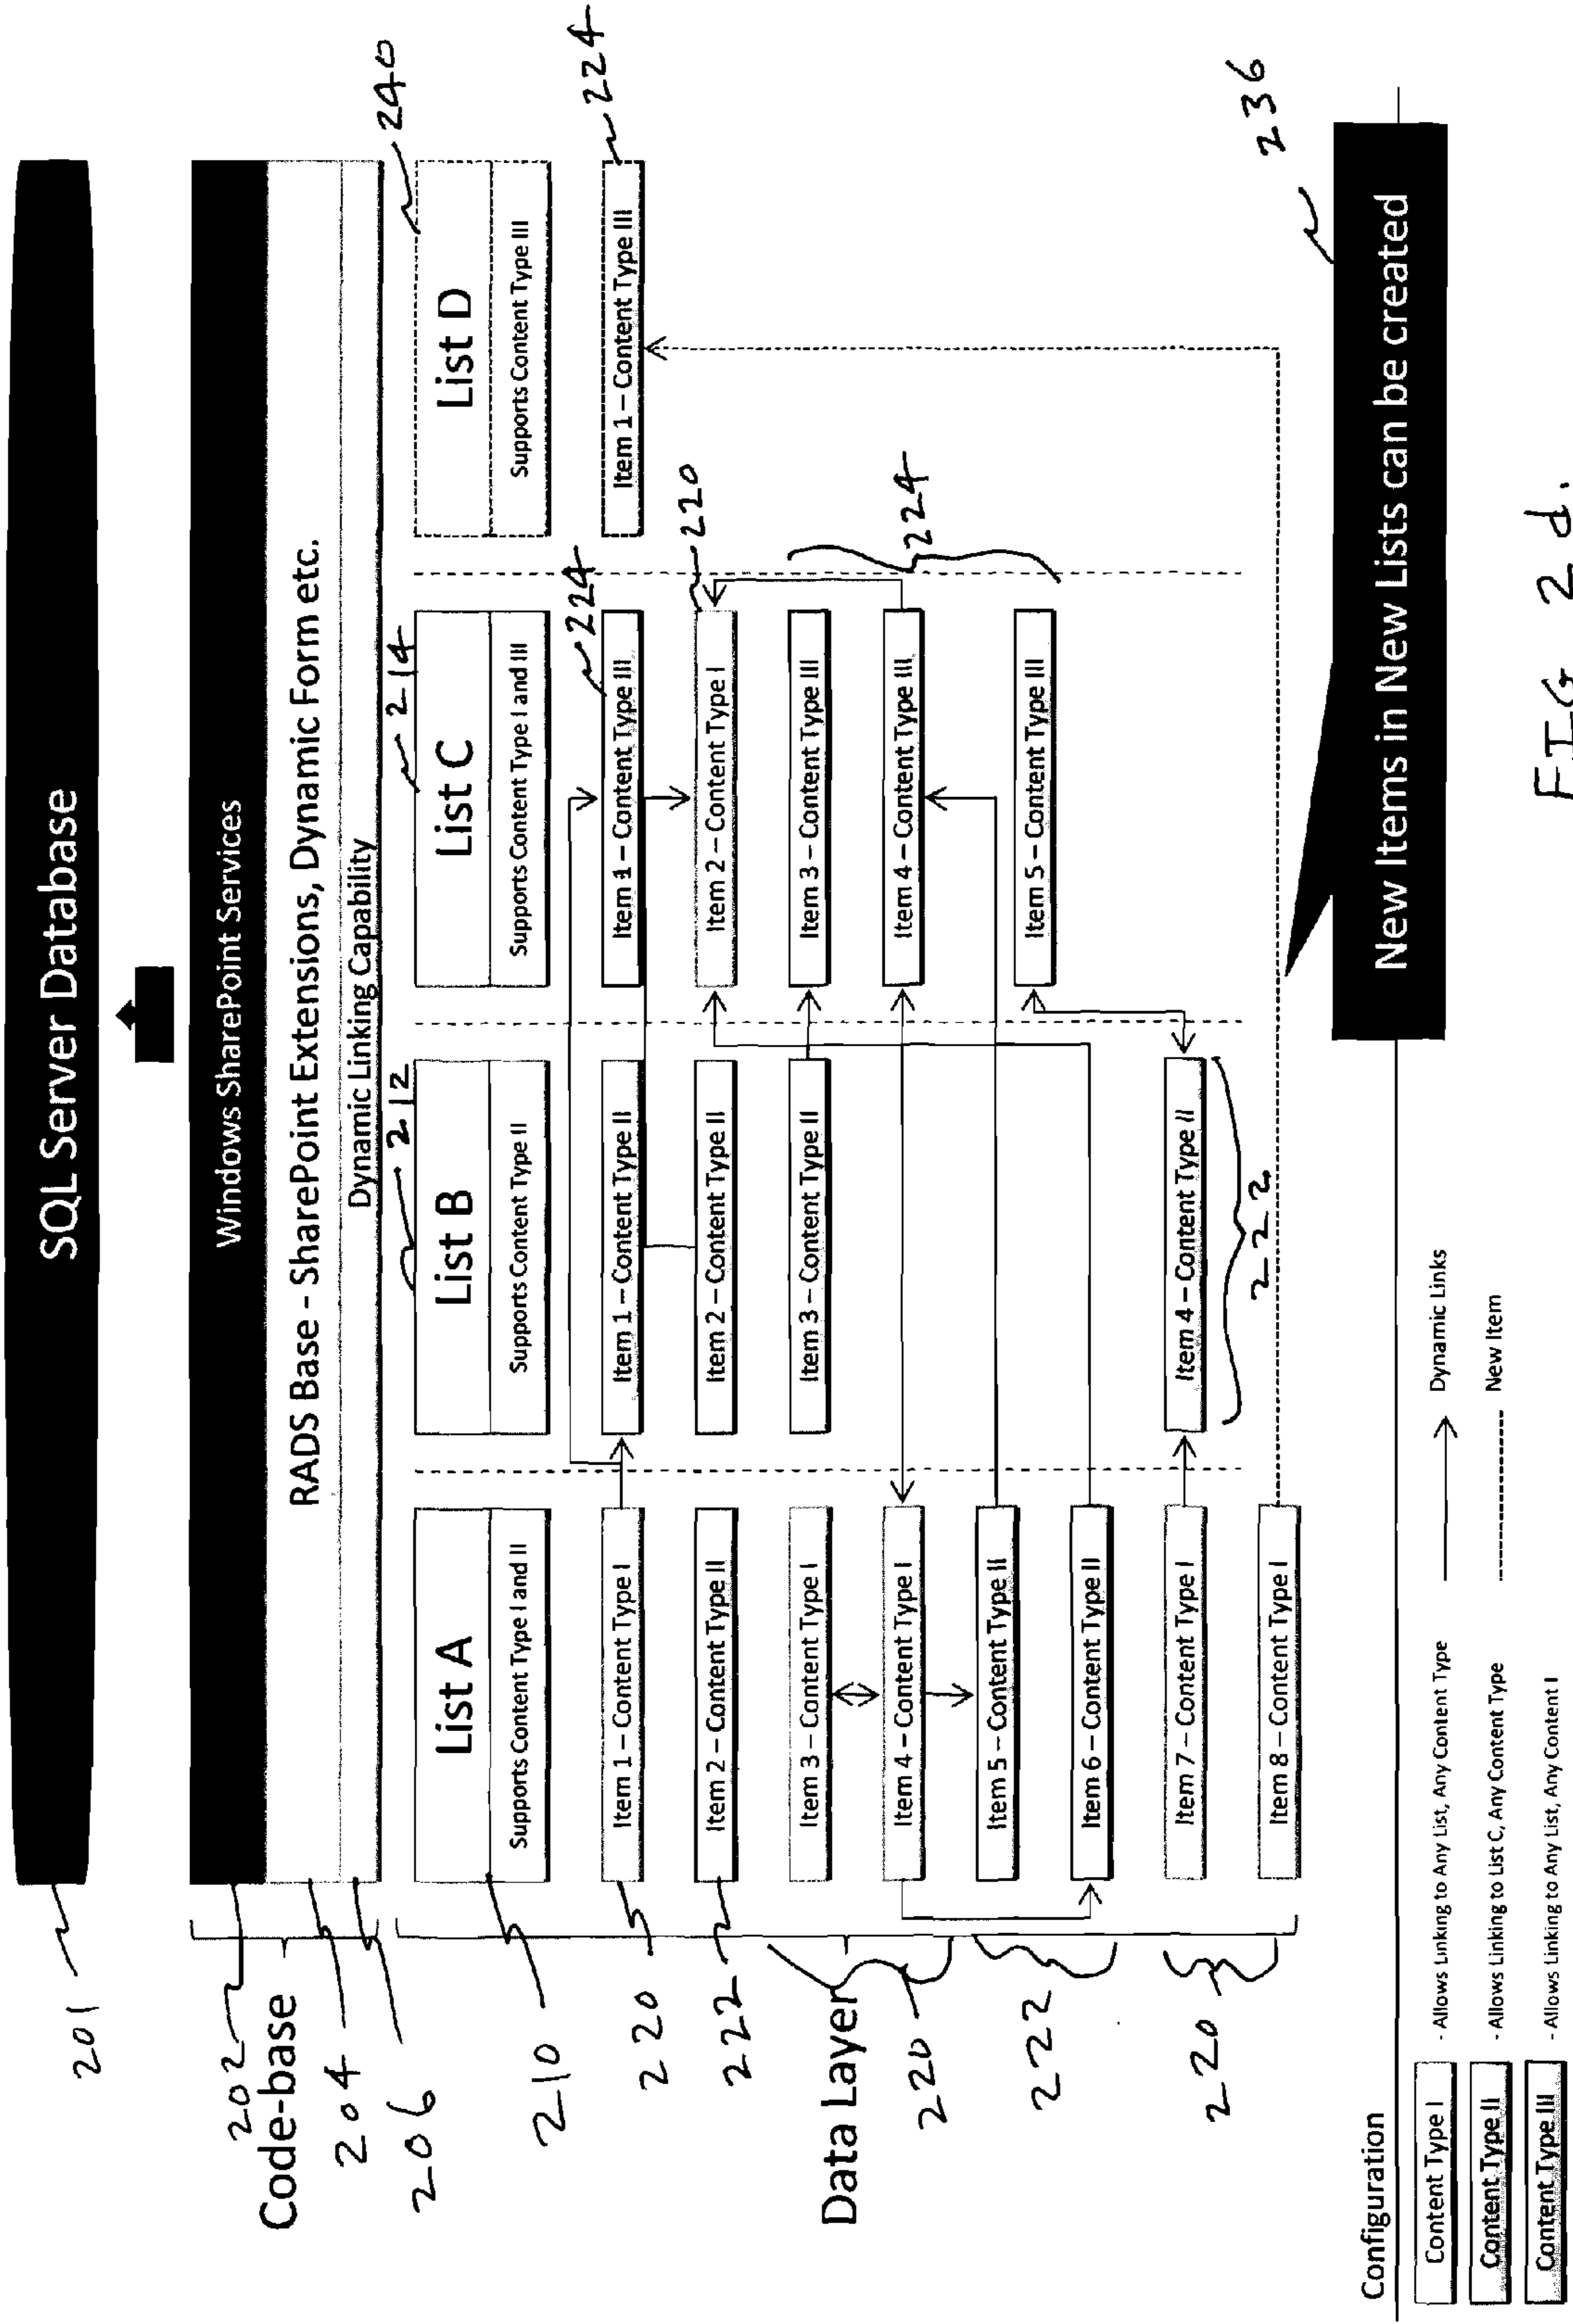 201
SQL Server Database
202
Windows SharePoint Services
Code-base
204
RADS Base - SharePoint Extensions, Dynamic Form etc.
206
Dynamic Linking Capability
210
212
214
240
List A
Supports Content Type I and II
List B
Supports Content Type II
List C
Supports Content Type I and III
List D
Supports Content Type III
220
Item 1 – Content Type I
Item 1 – Content Type II
Item 1 – Content Type III
224
Item 1 – Content Type III
224
222
Item 2 – Content Type II
Item 2 – Content Type II
Item 2 – Content Type I
220
Data Layer
Item 3 – Content Type I
Item 3 – Content Type II
Item 3 – Content Type III
220
Item 4 – Content Type I
Item 4 – Content Type III
224
222
Item 5 – Content Type II
Item 5 – Content Type III
Item 6 – Content Type II
220
Item 7 – Content Type I
Item 4 – Content Type II
222
Item 8 – Content Type I
236
New Items in New Lists can be created
Configuration
Content Type I
- Allows Linking to Any List, Any Content Type
Dynamic Links
Content Type II
- Allows Linking to List C, Any Content Type
New Item
Content Type III
- Allows Linking to Any List, Any Content I
FIG 2 d.